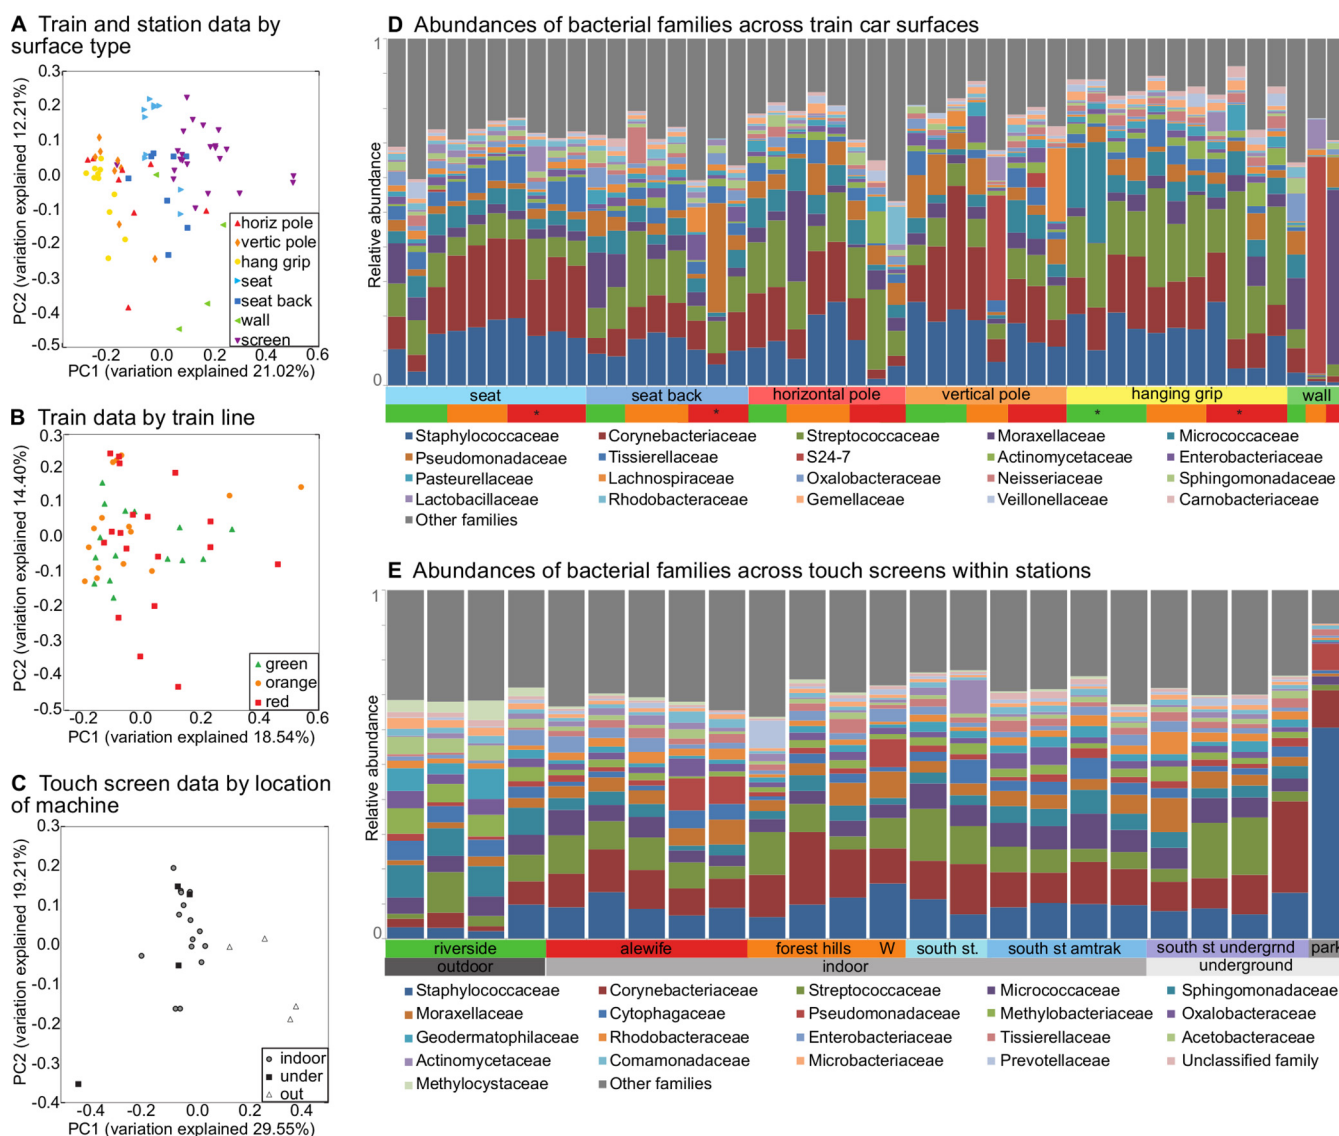 A Train and station data by
surface type
PC2 (variation explained 12.21%)
0.3
0.2
0.1
0.0
-0.1
-0.2
-0.3
-0.4
-0.5
-0.2 0.0 0.2 0.4 0.6
PC1 (variation explained 21.02%)
horiz pole
vertic pole
hang grip
seat
seat back
wall
screen
B Train data by train line
PC2 (variation explained 14.40%)
0.3
0.2
0.1
0.0
-0.1
-0.2
-0.3
-0.4
-0.5
-0.2 0.0 0.2 0.4 0.6
PC1 (variation explained 18.54%)
green
orange
red
C Touch screen data by location
of machine
PC2 (variation explained 19.21%)
0.3
0.2
0.1
0.0
-0.1
-0.2
-0.3
-0.4
-0.4 -0.2 0.0 0.2 0.4
PC1 (variation explained 29.55%)
indoor
under
out
D Abundances of bacterial families across train car surfaces
Relative abundance
1
0
seat seat back horizontal pole vertical pole hanging grip wall
* * * *
Staphylococcaceae Corynebacteriaceae Streptococcaceae Moraxellaceae Micrococcaceae
Pseudomonadaceae Tissierellaceae S24-7 Actinomycetaceae Enterobacteriaceae
Pasteurellaceae Lachnospiraceae Oxalobacteraceae Neisseriaceae Sphingomonadaceae
Lactobacillaceae Rhodobacteraceae Gemellaceae Veillonellaceae Carnobacteriaceae
Other families
E Abundances of bacterial families across touch screens within stations
Relative abundance
1
0
riverside alewife forest hills W south st. south st amtrak south st undergrnd park
outdoor indoor underground
Staphylococcaceae Corynebacteriaceae Streptococcaceae Micrococcaceae Sphingomonadaceae
Moraxellaceae Cytophagaceae Pseudomonadaceae Methylobacteriaceae Oxalobacteraceae
Geodermatophilaceae Rhodobacteraceae Enterobacteriaceae Tissierellaceae Acetobacteraceae
Actinomycetaceae Comamonadaceae Microbacteriaceae Prevotellaceae Unclassified family
Methylocystaceae Other families